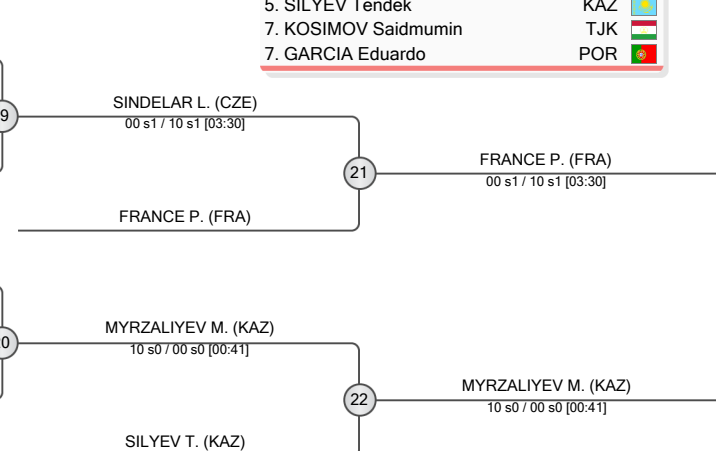 5. SILYEV Tendek KAZ
7. KOSIMOV Saidmumin TJK
7. GARCIA Eduardo POR
9
SINDELAR L. (CZE)
00 s1 / 10 s1 [03:30]
21
FRANCE P. (FRA)
00 s1 / 10 s1 [03:30]
FRANCE P. (FRA)
0
MYRZALIYEV M. (KAZ)
10 s0 / 00 s0 [00:41]
22
MYRZALIYEV M. (KAZ)
10 s0 / 00 s0 [00:41]
SILYEV T. (KAZ)